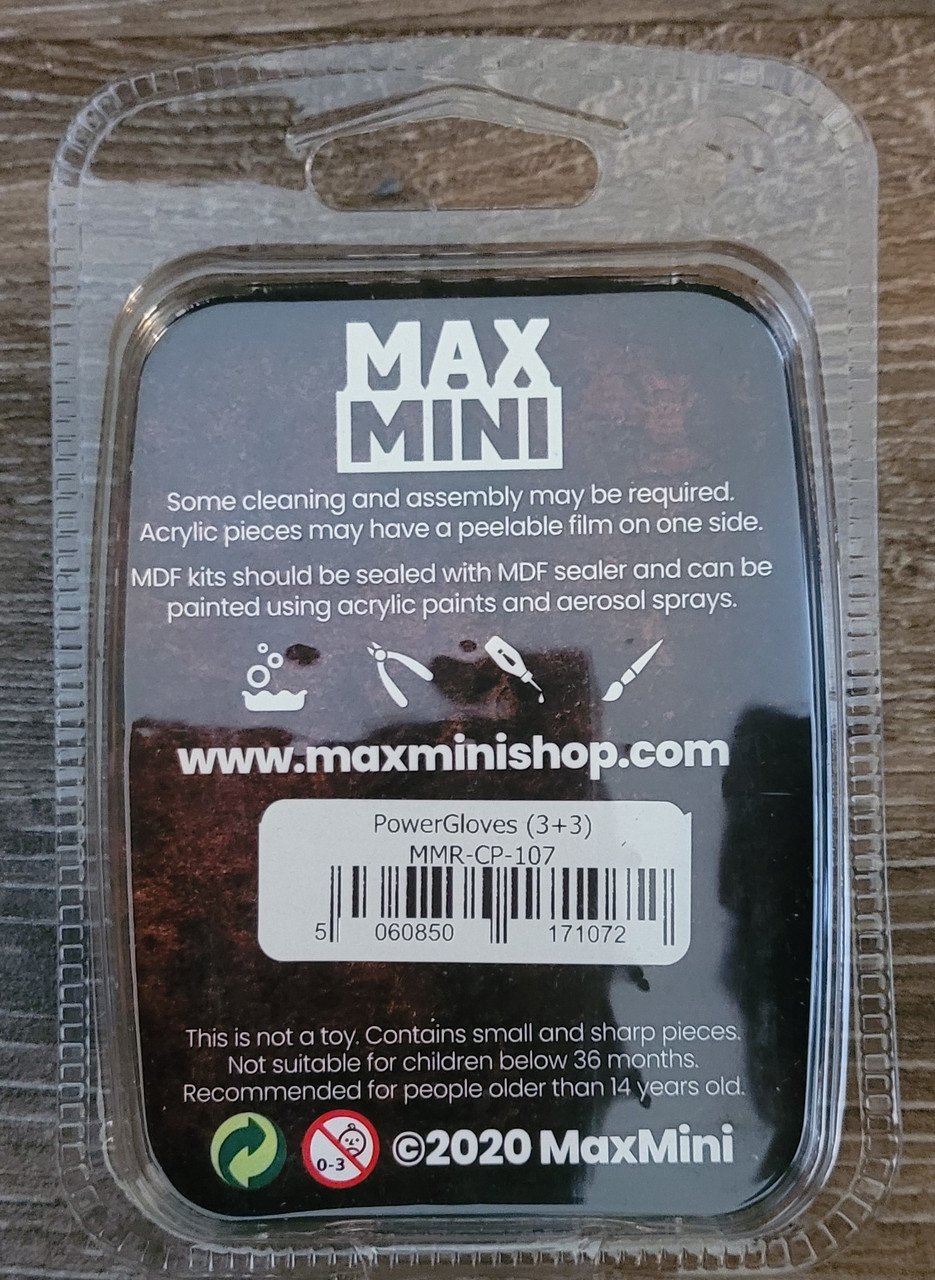 MAX
MINI
Some cleaning and assembly may be required.
Acrylic pieces may have a peelable film on one side.
MDF kits should be sealed with MDF sealer and can be
painted using acrylic paints and aerosol sprays.
www.maxminishop.com
PowerGloves (3+3)
MMR-CP-107
5 060850 171072
This is not a toy. Contains small and sharp pieces.
Not suitable for children below 36 months.
Recommended for people older than 14 years old.
0-3 ©2020 MaxMini